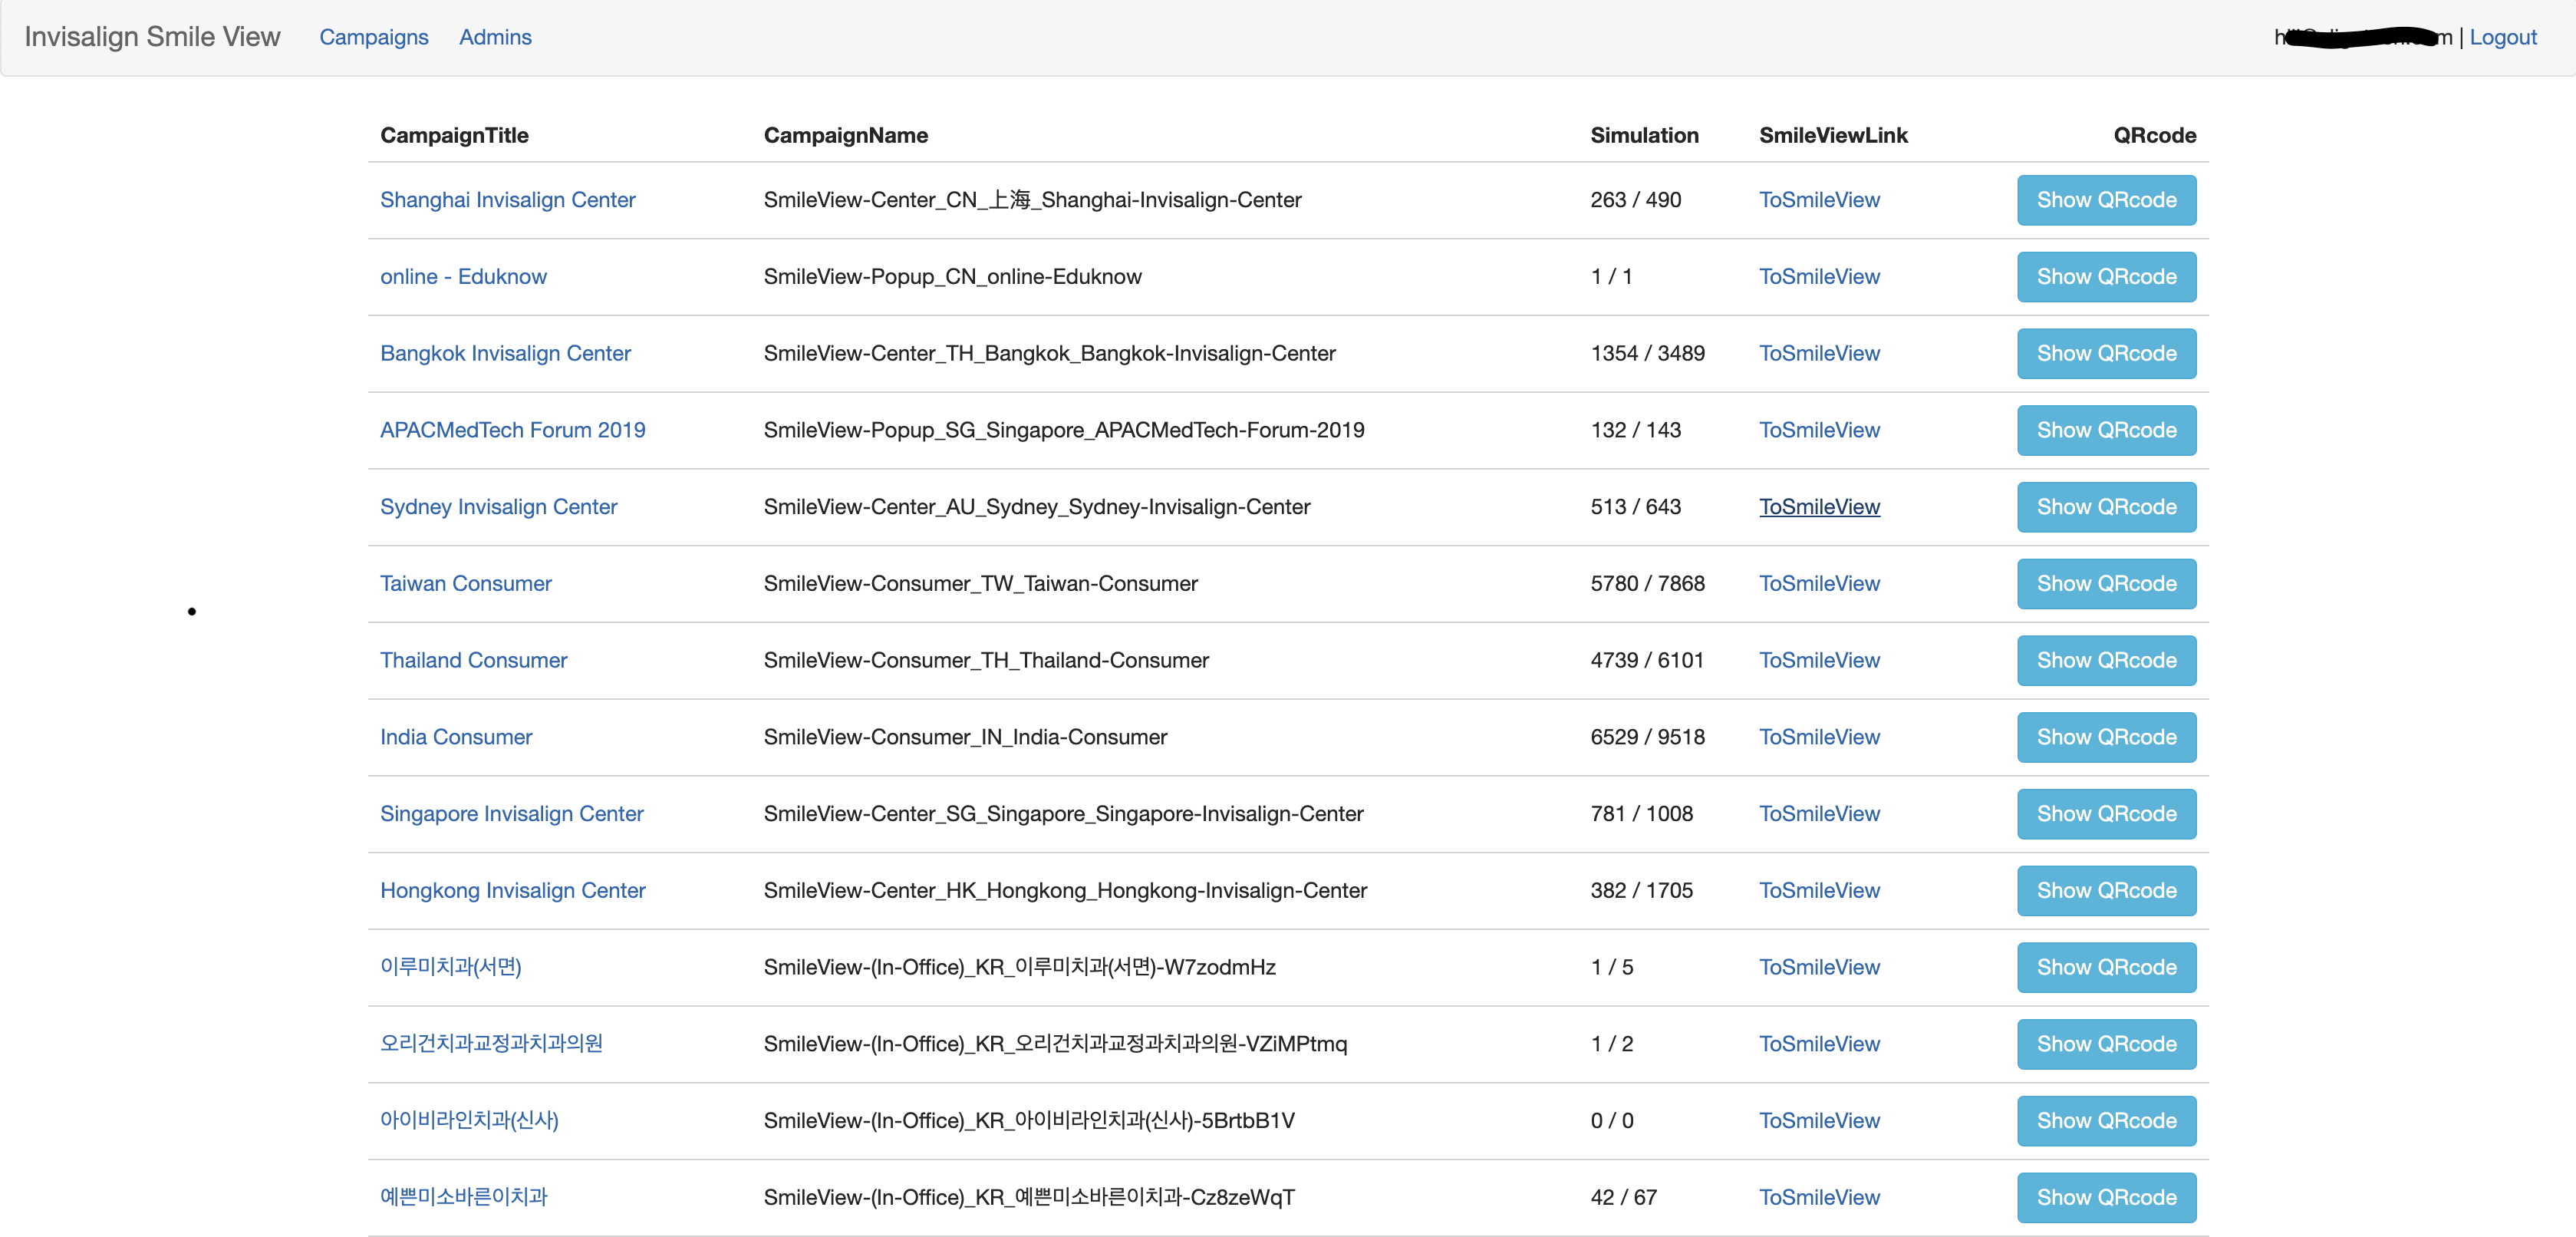 Invisalign Smile View Campaigns Admins | Logout
CampaignTitle CampaignName Simulation SmileViewLink QRcode
Shanghai Invisalign Center SmileView-Center_CN_上海_Shanghai-Invisalign-Center 263 / 490 ToSmileView Show QRcode
online - Eduknow SmileView-Popup_CN_online-Eduknow 1 / 1 ToSmileView Show QRcode
Bangkok Invisalign Center SmileView-Center_TH_Bangkok_Bangkok-Invisalign-Center 1354 / 3489 ToSmileView Show QRcode
APACMedTech Forum 2019 SmileView-Popup_SG_Singapore_APACMedTech-Forum-2019 132 / 143 ToSmileView Show QRcode
Sydney Invisalign Center SmileView-Center_AU_Sydney_Sydney-Invisalign-Center 513 / 643 ToSmileView Show QRcode
Taiwan Consumer SmileView-Consumer_TW_Taiwan-Consumer 5780 / 7868 ToSmileView Show QRcode
Thailand Consumer SmileView-Consumer_TH_Thailand-Consumer 4739 / 6101 ToSmileView Show QRcode
India Consumer SmileView-Consumer_IN_India-Consumer 6529 / 9518 ToSmileView Show QRcode
Singapore Invisalign Center SmileView-Center_SG_Singapore_Singapore-Invisalign-Center 781 / 1008 ToSmileView Show QRcode
Hongkong Invisalign Center SmileView-Center_HK_Hongkong_Hongkong-Invisalign-Center 382 / 1705 ToSmileView Show QRcode
이루미치과(서면) SmileView-(In-Office)_KR_이루미치과(서면)-W7zodmHz 1 / 5 ToSmileView Show QRcode
오리건치과교정과치과의원 SmileView-(In-Office)_KR_오리건치과교정과치과의원-VZiMPtmq 1 / 2 ToSmileView Show QRcode
아이비라인치과(신사) SmileView-(In-Office)_KR_아이비라인치과(신사)-5BrtbB1V 0 / 0 ToSmileView Show QRcode
예쁜미소바른이치과 SmileView-(In-Office)_KR_예쁜미소바른이치과-Cz8zeWqT 42 / 67 ToSmileView Show QRcode